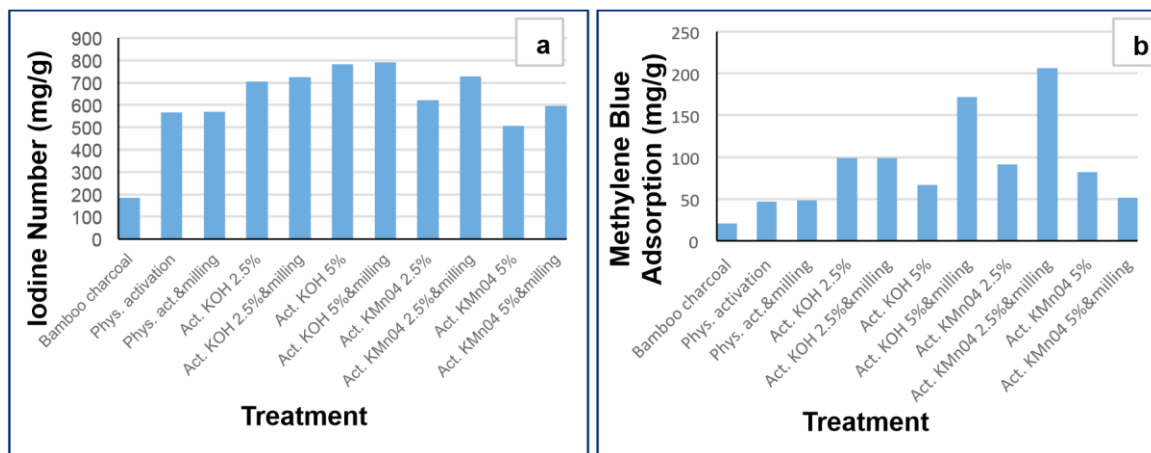 a
Iodine Number (mg/g)
900
800
700
600
500
400
300
200
100
0
Bamboo charcoal
Phys. activation
Phys. act.&milling
Act. KOH 2.5%
Act. KOH 2.5%&milling
Act. KOH 5%
Act. KOH 5%&milling
Act. KMn04 2.5%
Act. KMn04 2.5%&milling
Act. KMn04 5%
Act. KMn04 5%&milling
Treatment
b
Methylene Blue
Adsorption (mg/g)
250
200
150
100
50
0
Bamboo charcoal
Phys. activation
Phys. act.&milling
Act. KOH 2.5%
Act. KOH 2.5%&milling
Act. KOH 5%
Act. KOH 5%&milling
Act. KMn04 2.5%
Act. KMn04 2.5%&milling
Act. KMn04 5%
Act. KMn04 5%&milling
Treatment